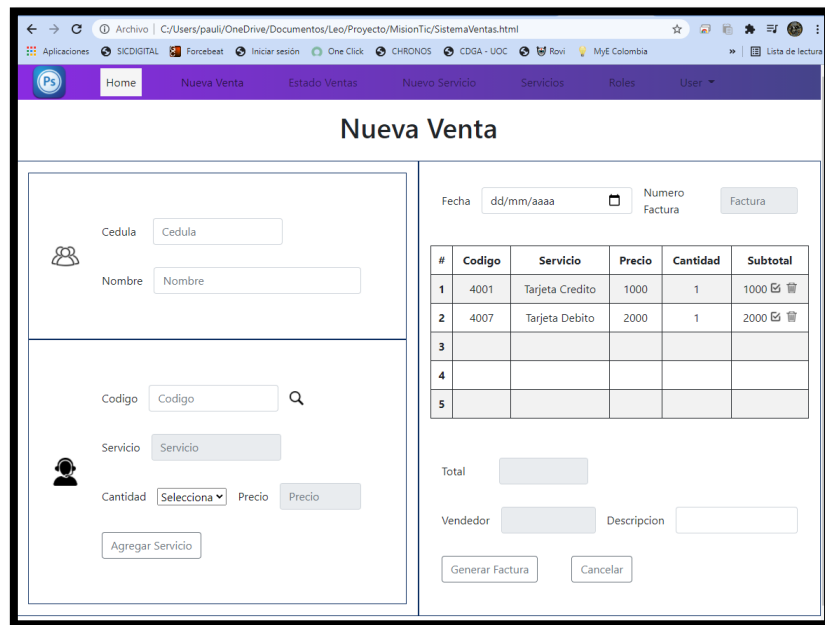 Archivo | C:/Users/pauli/OneDrive/Documentos/Leo/Proyecto/MisionTic/SistemaVentas.html
Aplicaciones SICDIGITAL Forcebeat Iniciar sesión One Click CHRONOS CDGA - UOC Rovi MyE Colombia » Lista de lectura
Ps Home Nueva Venta Estado Ventas Nuevo Servicio Servicios Roles User
Nueva Venta
Cedula Cedula
Nombre Nombre
Codigo Codigo
Servicio Servicio
Cantidad Selecciona Precio Precio
Agregar Servicio
Fecha dd/mm/aaaa Numero Factura Factura
# Codigo Servicio Precio Cantidad Subtotal
1 4001 Tarjeta Credito 1000 1 1000
2 4007 Tarjeta Debito 2000 1 2000
3
4
5
Total
Vendedor Descripcion
Generar Factura Cancelar